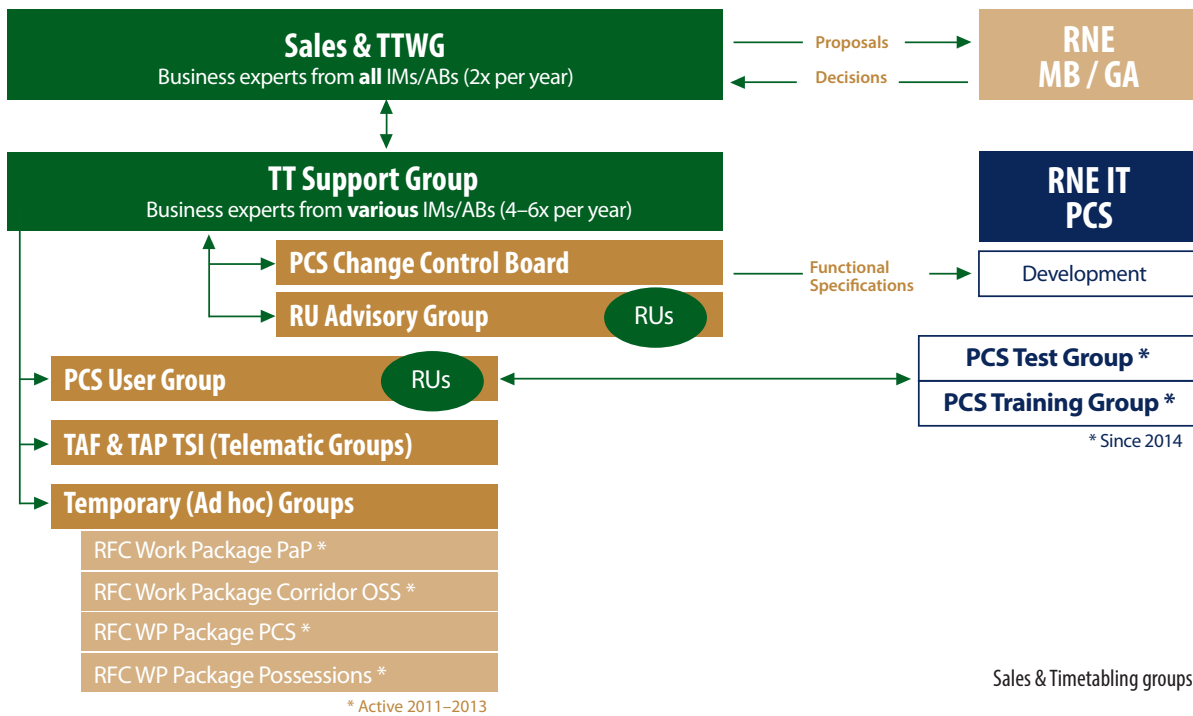 Sales & TTWG
Business experts from all IMs/ABs (2x per year)
Proposals
Decisions
RNE
MB / GA
TT Support Group
Business experts from various IMs/ABs (4–6x per year)
RNE IT
PCS
PCS Change Control Board
Functional
Specifications
Development
RU Advisory Group
RUs
PCS User Group
RUs
PCS Test Group *
PCS Training Group *
* Since 2014
TAF & TAP TSI (Telematic Groups)
Temporary (Ad hoc) Groups
RFC Work Package PaP *
RFC Work Package Corridor OSS *
RFC WP Package PCS *
RFC WP Package Possessions *
* Active 2011–2013
Sales & Timetabling groups